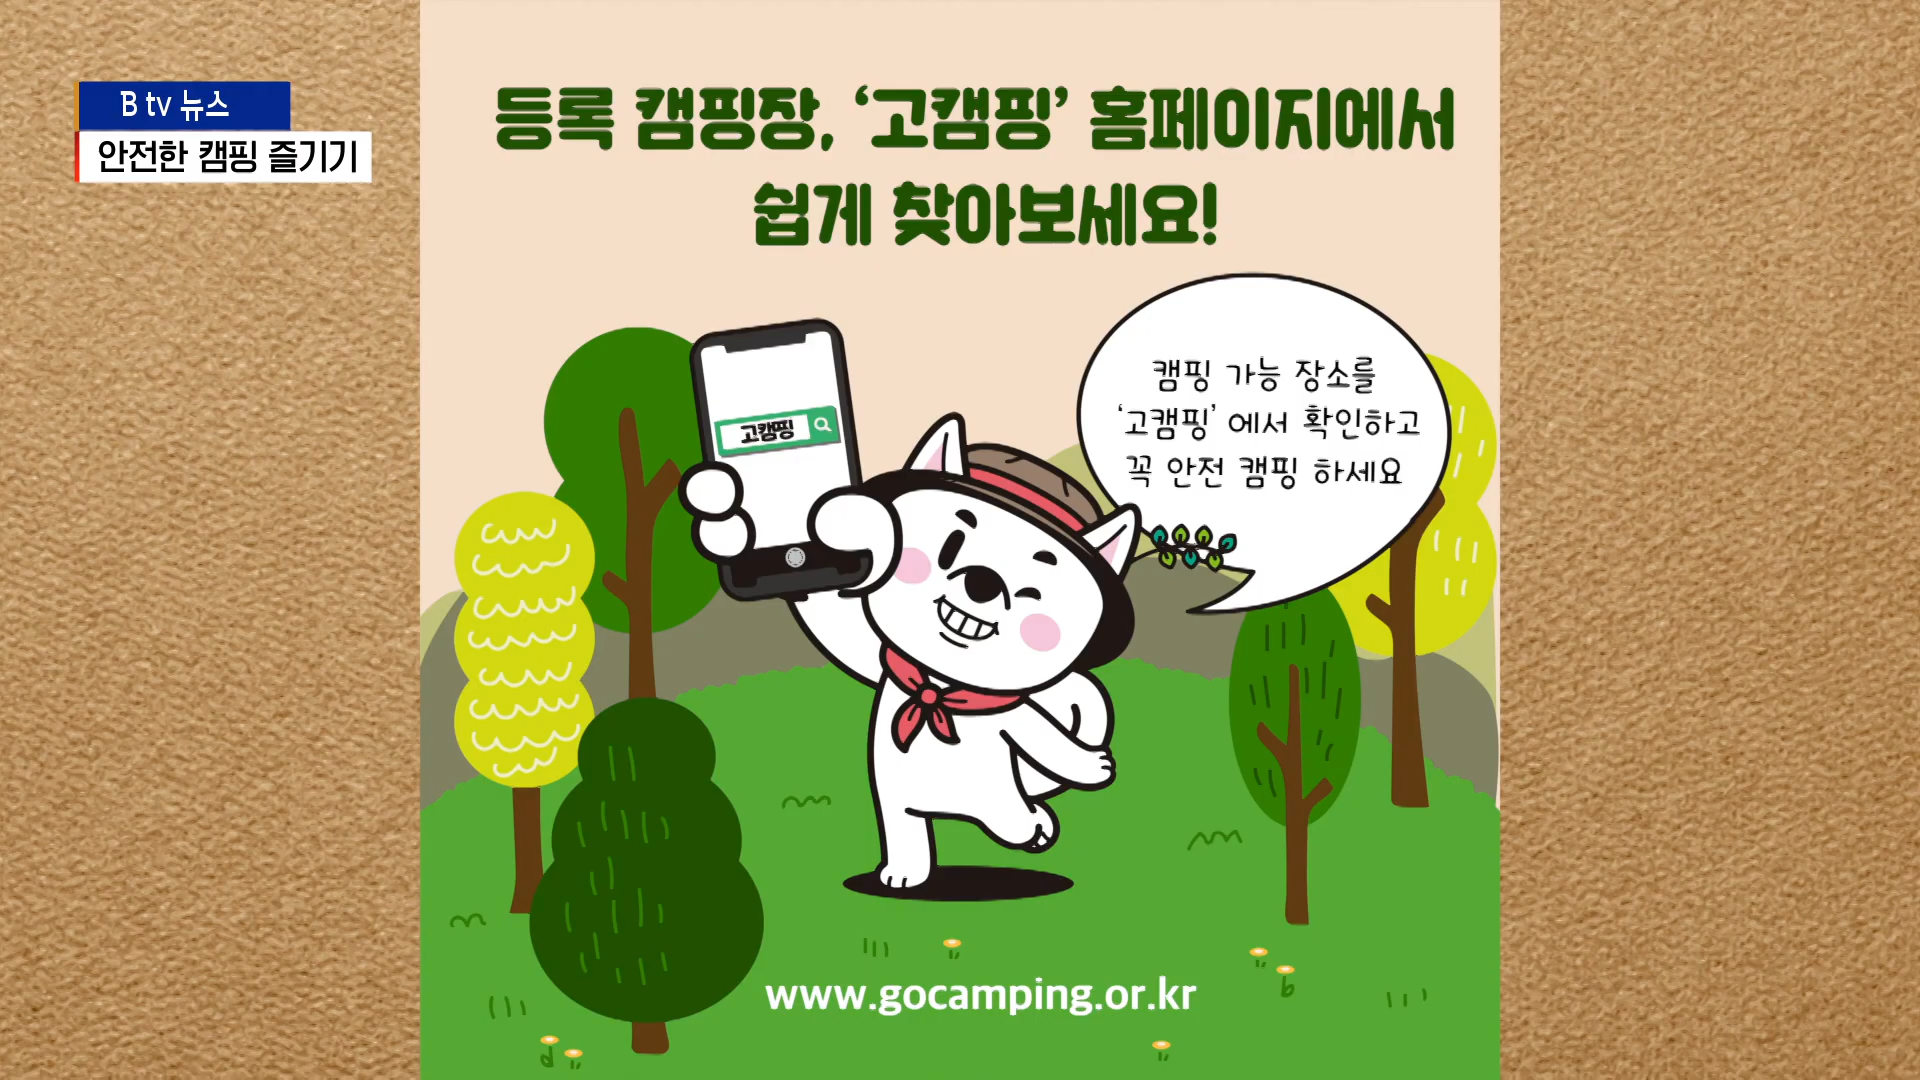 B tv 뉴스
안전한 캠핑 즐기기
등록 캠핑장, ‘고캠핑’ 홈페이지에서
쉽게 찾아보세요!
고캠핑
캠핑 가능 장소를
‘고캠핑’ 에서 확인하고
꼭 안전 캠핑 하세요
www.gocamping.or.kr